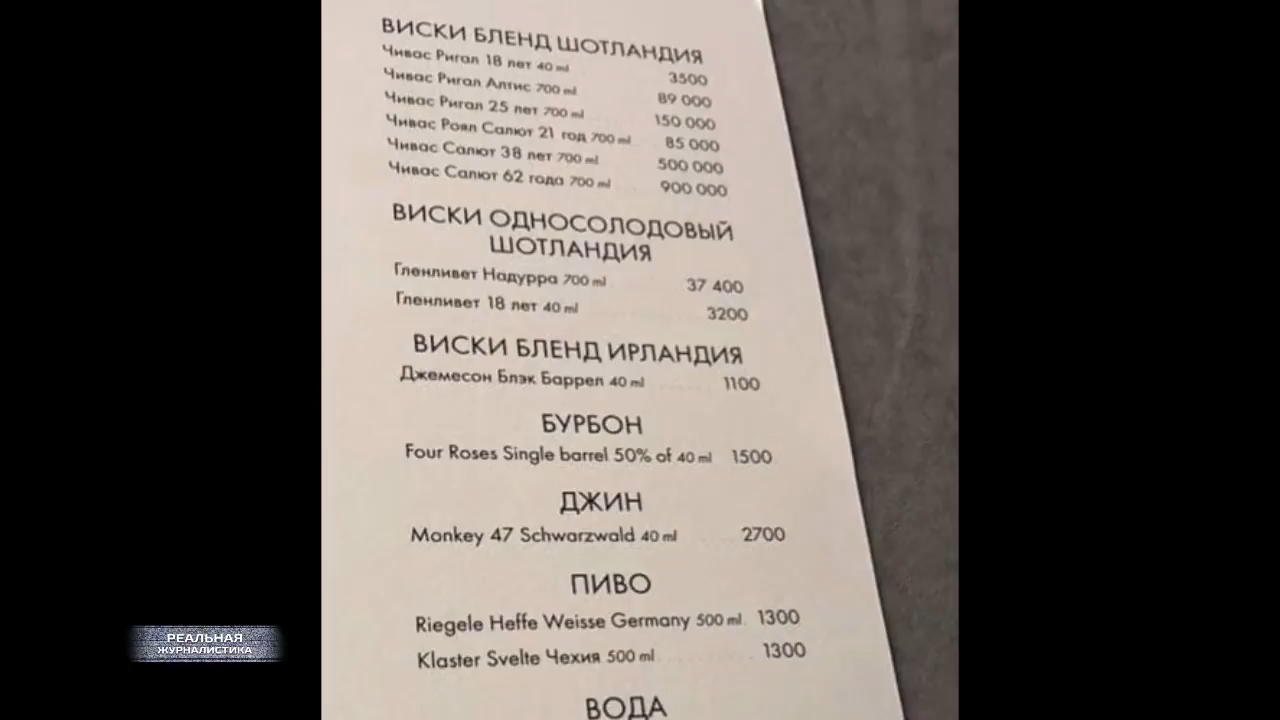 ВИСКИ БЛЕНД ШОТЛАНДИЯ
Чивас Ригал 18 лет 40 ml 3500
Чивас Ригал Алтис 700 ml 89 000
Чивас Ригал 25 лет 700 ml 150 000
Чивас Роял Салют 21 год 700 ml 85 000
Чивас Салют 38 лет 700 ml 500 000
Чивас Салют 62 года 700 ml 900 000
ВИСКИ ОДНОСОЛОДОВЫЙ
ШОТЛАНДИЯ
Гленливет Надурра 700 ml 37 400
Гленливет 18 лет 40 ml 3200
ВИСКИ БЛЕНД ИРЛАНДИЯ
Джемесон Блэк Баррел 40 ml 1100
БУРБОН
Four Roses Single barrel 50% of 40 ml 1500
ДЖИН
Monkey 47 Schwarzwald 40 ml 2700
ПИВО
Riegele Heffe Weisse Germany 500 ml 1300
Klaster Svelte Чехия 500 ml 1300
ВОДА
РЕАЛЬНАЯ
ЖУРНАЛИСТИКА